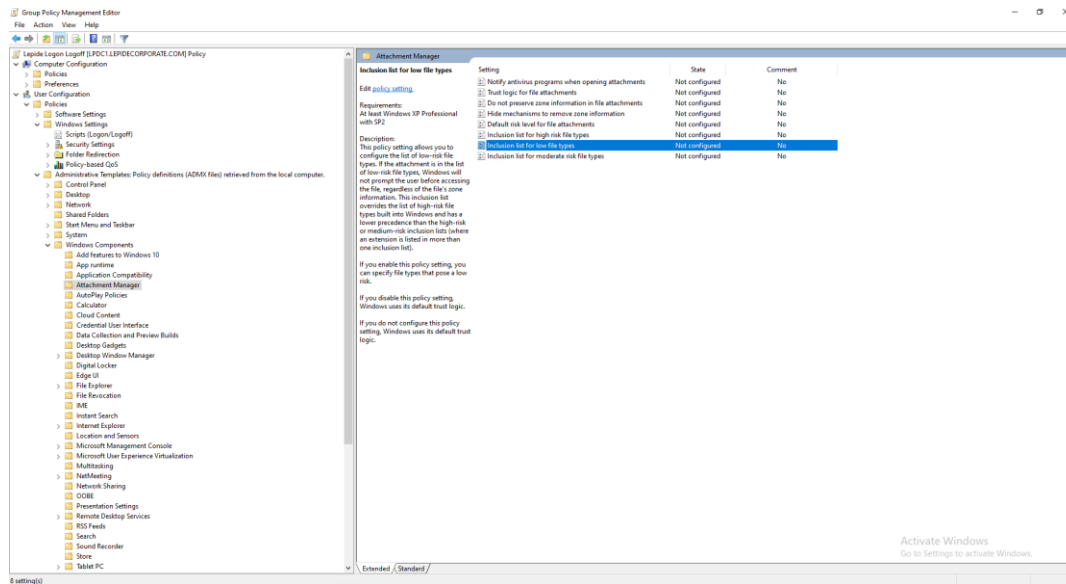 Group Policy Management Editor
File Action View Help
Lepide Logon Logoff [LPDC1.LEPIDECORPORATE.COM] Policy
Computer Configuration
Policies
Preferences
User Configuration
Policies
Software Settings
Windows Settings
Scripts (Logon/Logoff)
Security Settings
Folder Redirection
Policy-based QoS
Administrative Templates: Policy definitions (ADMX files) retrieved from the local computer.
Control Panel
Desktop
Network
Shared Folders
Start Menu and Taskbar
System
Windows Components
Add features to Windows 10
App runtime
Application Compatibility
Attachment Manager
AutoPlay Policies
Calculator
Cloud Content
Credential User Interface
Data Collection and Preview Builds
Desktop Gadgets
Desktop Window Manager
Digital Locker
Edge UI
File Explorer
File Revocation
IME
Instant Search
Internet Explorer
Location and Sensors
Microsoft Management Console
Microsoft User Experience Virtualization
Multitasking
NetMeeting
Network Sharing
OOBE
Presentation Settings
Remote Desktop Services
RSS Feeds
Search
Sound Recorder
Store
Tablet PC
Attachment Manager
Inclusion list for low file types
Edit policy setting
Requirements:
At least Windows XP Professional
with SP2
Description:
This policy setting allows you to
configure the list of low-risk file
types. If the attachment is in the list
of low-risk file types, Windows will
not prompt the user before accessing
the file, regardless of the file's zone
information. This inclusion list
overrides the list of high-risk file
types built into Windows and has a
lower precedence than the high-risk
or medium-risk inclusion lists (where
an extension is listed in more than
one inclusion list).
If you enable this policy setting, you
can specify file types that pose a low
risk.
If you disable this policy setting,
Windows uses its default trust logic.
If you do not configure this policy
setting, Windows uses its default trust
logic.
Setting State Comment
Notify antivirus programs when opening attachments Not configured No
Trust logic for file attachments Not configured No
Do not preserve zone information in file attachments Not configured No
Hide mechanisms to remove zone information Not configured No
Default risk level for file attachments Not configured No
Inclusion list for high risk file types Not configured No
Inclusion list for low file types Not configured No
Inclusion list for moderate risk file types Not configured No
Activate Windows
Go to Settings to activate Windows.
Extended Standard
8 setting(s)